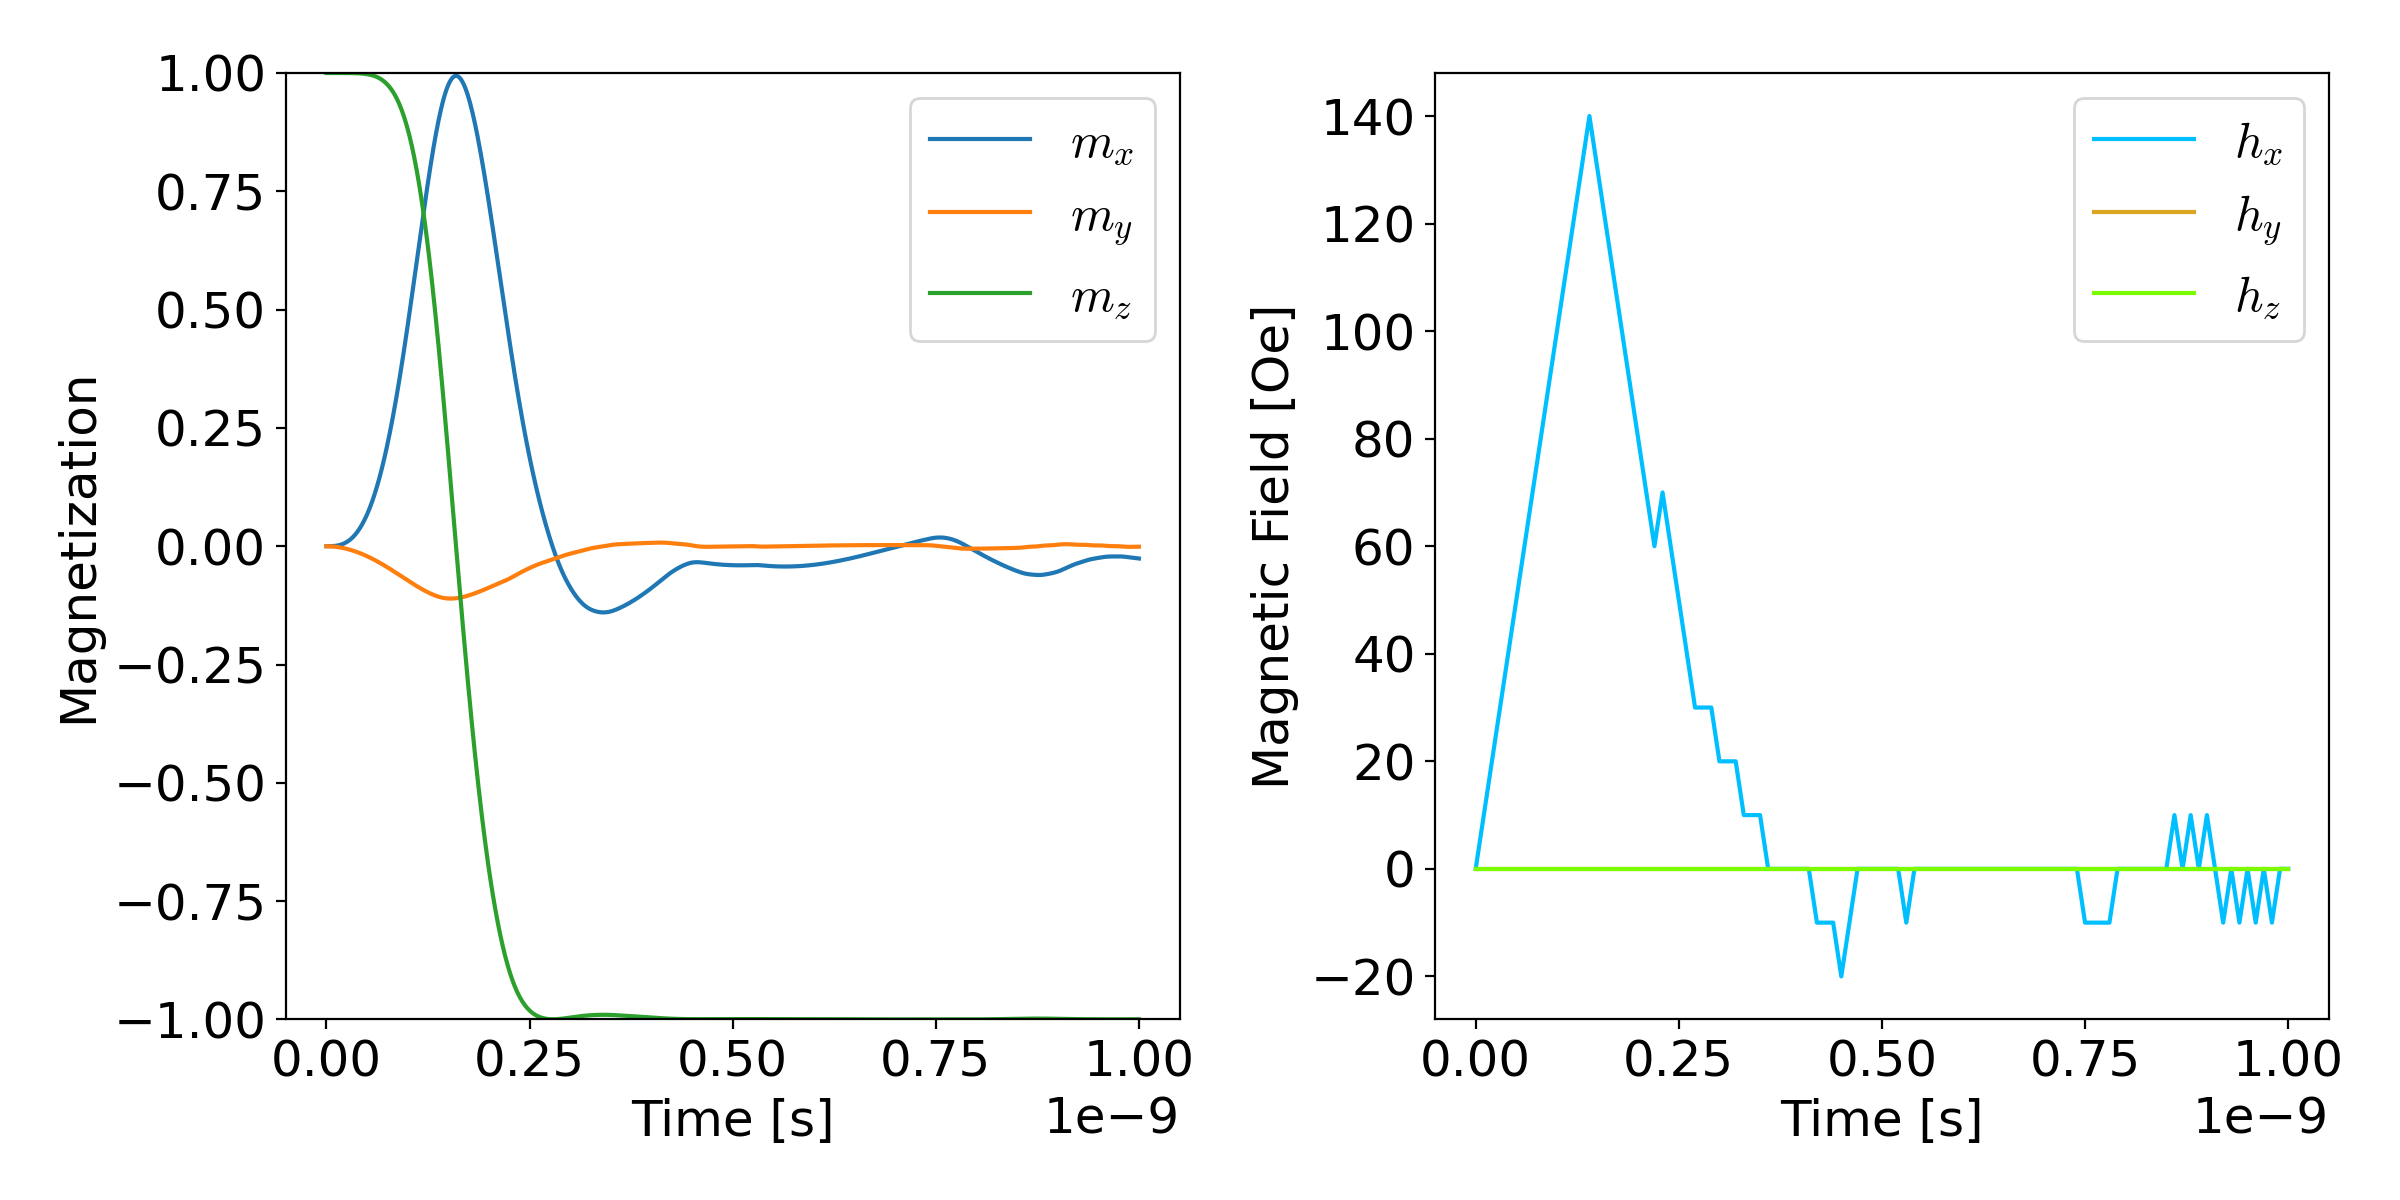 1.00
0.75
0.50
0.25
0.00
−0.25
−0.50
−0.75
−1.00
Magnetization
0.00 0.25 0.50 0.75 1.00
Time [s]
1e−9
m_x
m_y
m_z
140
120
100
80
60
40
20
0
−20
Magnetic Field [Oe]
0.00 0.25 0.50 0.75 1.00
Time [s]
1e−9
h_x
h_y
h_z